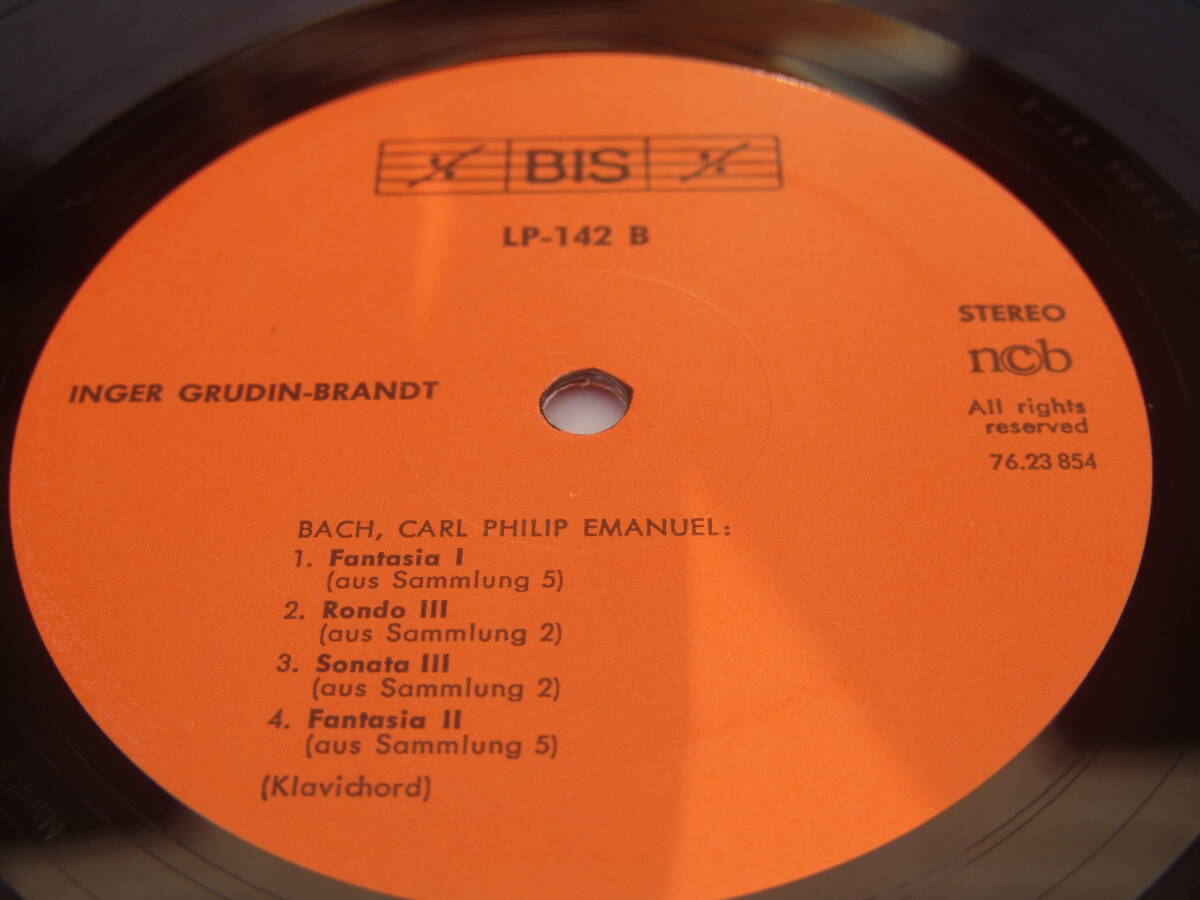 BIS
LP-142 B
STEREO
ncb
All rights
reserved
76.23 854
INGER GRUDIN-BRANDT
BACH, CARL PHILIP EMANUEL:
1. Fantasia I
(aus Sammlung 5)
2. Rondo III
(aus Sammlung 2)
3. Sonata III
(aus Sammlung 2)
4. Fantasia II
(aus Sammlung 5)
(Klavichord)